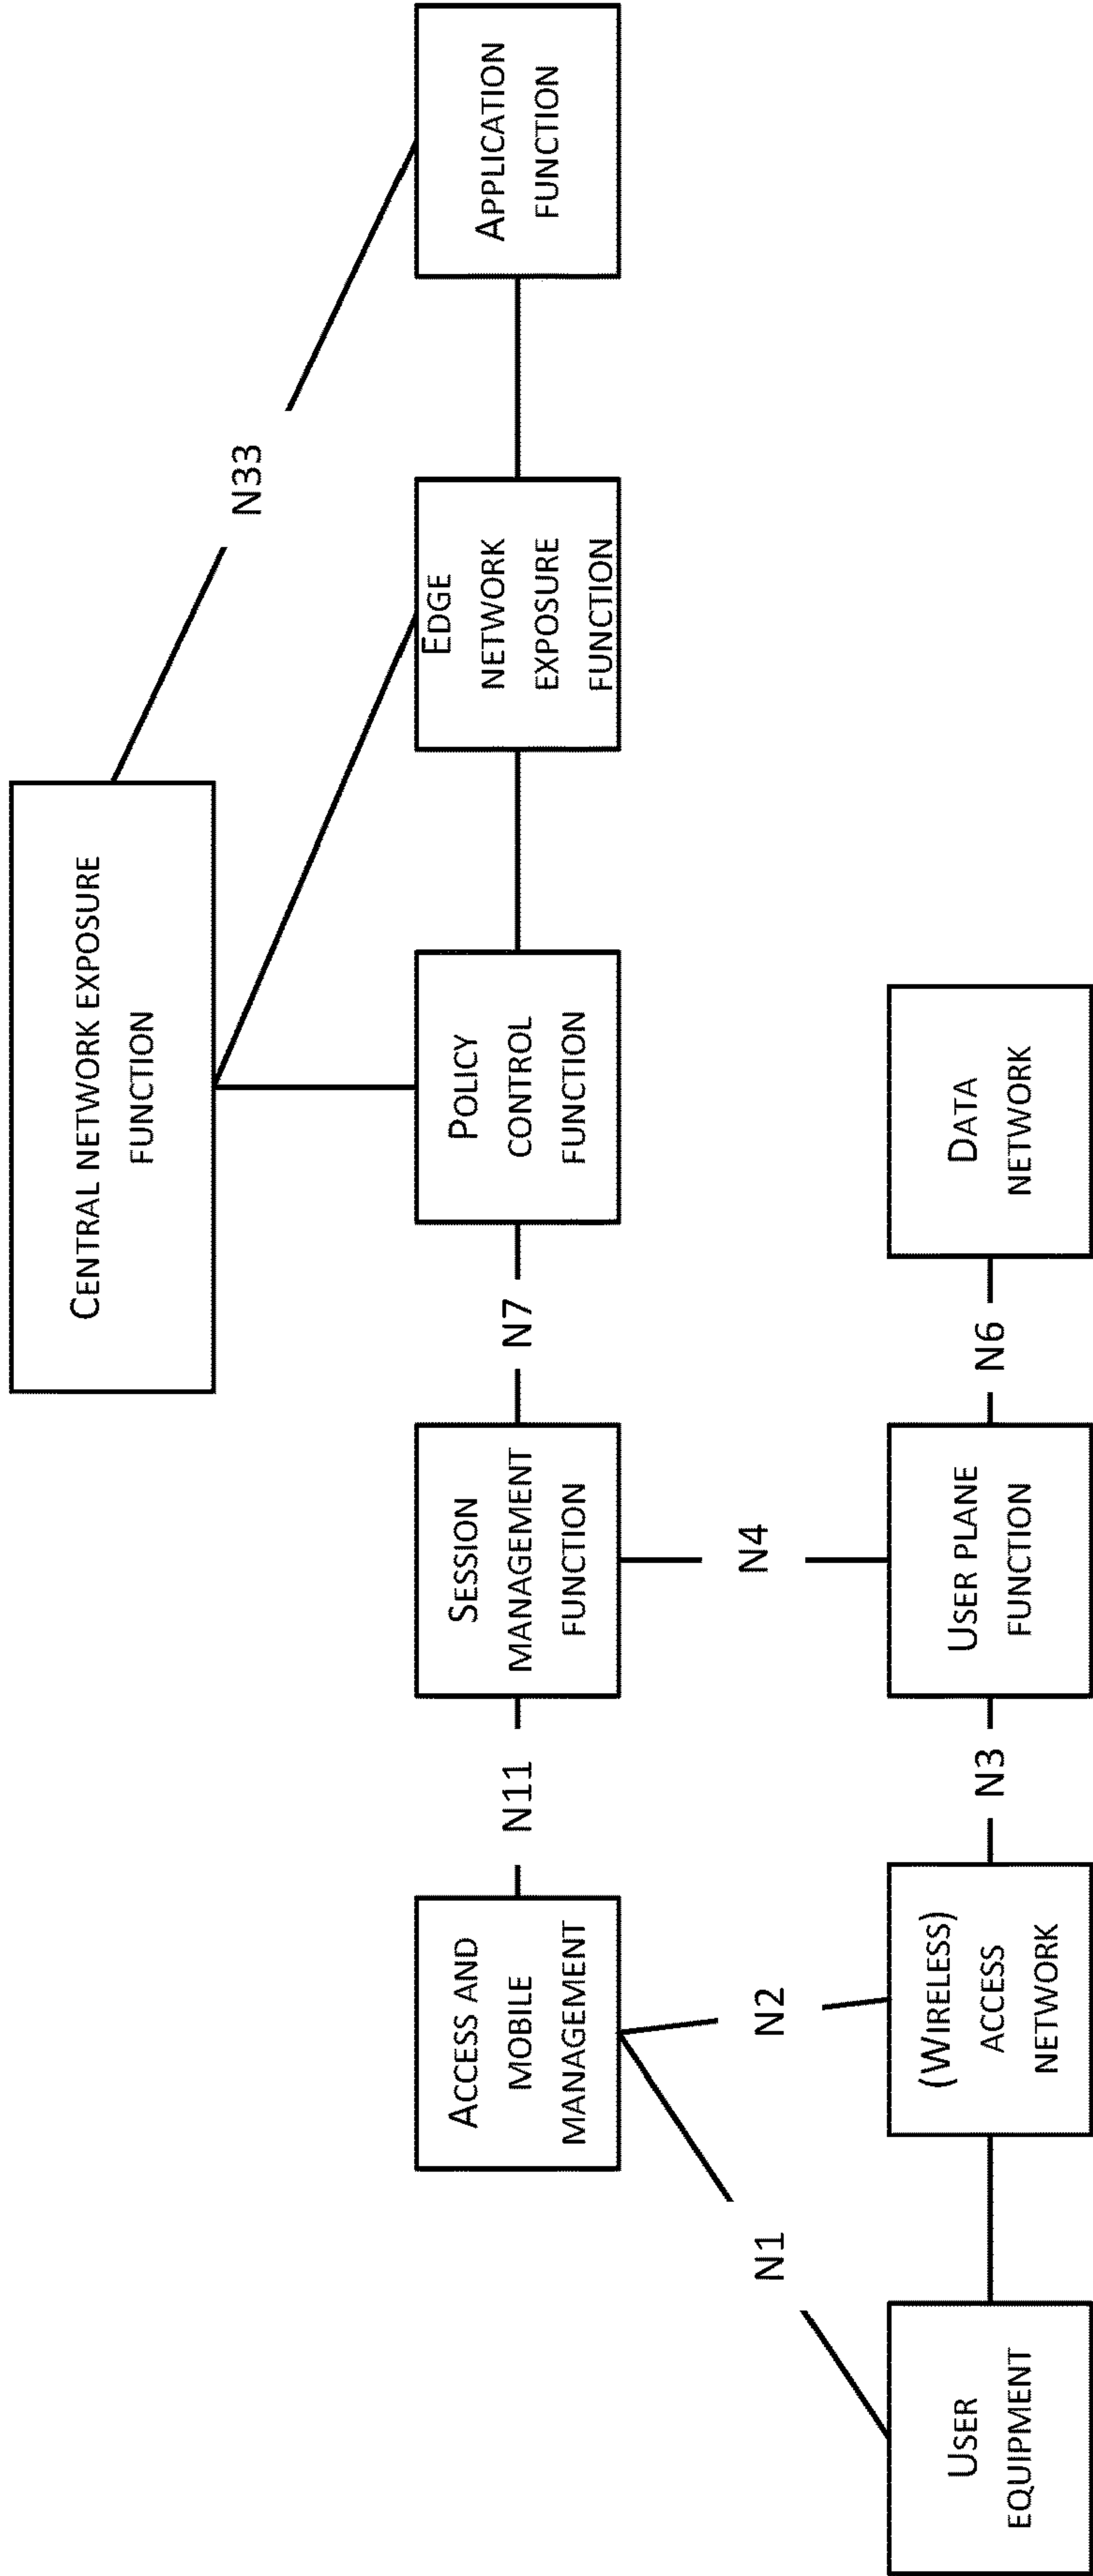 CENTRAL NETWORK EXPOSURE
FUNCTION
N33
ACCESS AND
MOBILE
MANAGEMENT
N11
SESSION
MANAGEMENT
FUNCTION
N7
POLICY
CONTROL
FUNCTION
EDGE
NETWORK
EXPOSURE
FUNCTION
APPLICATION
FUNCTION
N1
N2
N4
USER
EQUIPMENT
(WIRELESS)
ACCESS
NETWORK
N3
USER PLANE
FUNCTION
N6
DATA
NETWORK